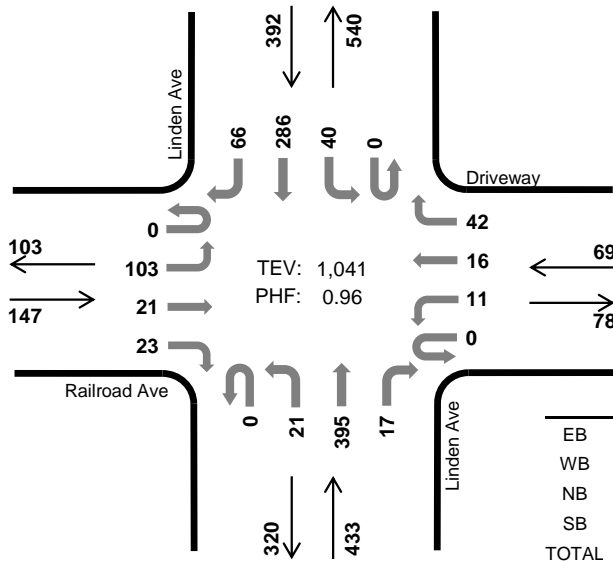 392
540
Linden Ave
66
286
40
0
Driveway
0
42
103
103
TEV: 1,041
16
69
147
21
PHF: 0.96
11
78
23
0
Railroad Ave
0
21
395
17
Linden Ave
320
433
EB
WB
NB
SB
TOTAL